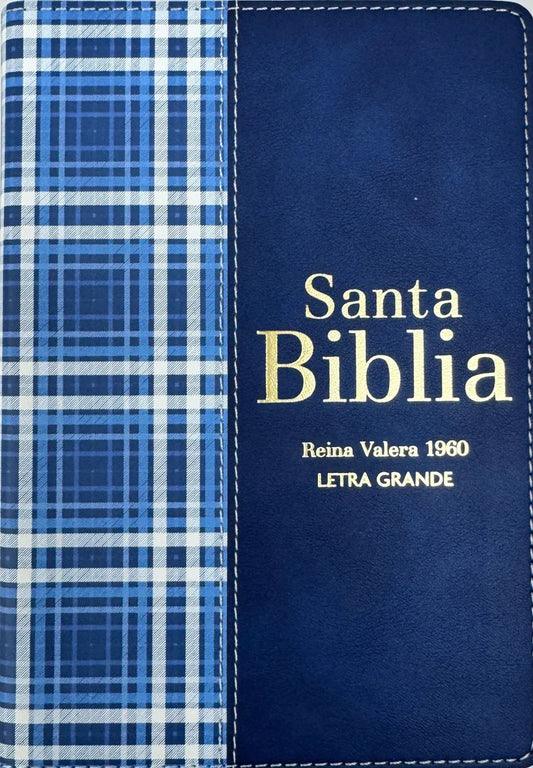 Santa
Biblia
Reina Valera 1960
LETRA GRANDE